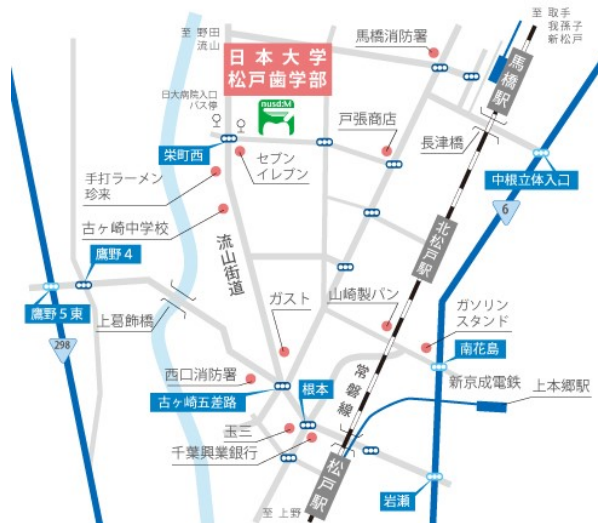 至 取手
我孫子
新松戸
至 野田
流山
馬橋消防署
日本大学
松戸歯学部
馬橋駅
日大病院入口
バス停
nusbm
戸張商店
長津橋
栄町西
セブン
イレブン
中根立体入口
手打ラーメン
珍来
6
古ヶ崎中学校
流山街道
北松戸駅
鷹野4
ガスト
山崎製パン
ガソリン
スタンド
鷹野5東
上葛飾橋
298
南花島
西口消防署
常磐線
新京成電鉄
上本郷駅
古ヶ崎五差路
根本
玉三
千葉興業銀行
松戸駅
岩瀬
至 上野